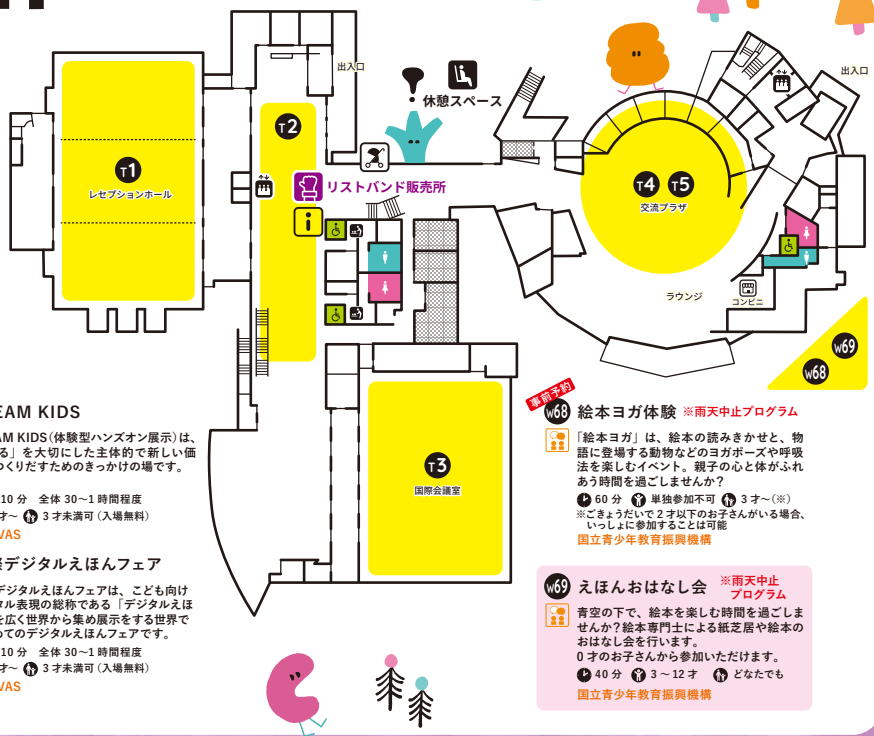 出入口
出入口
休憩スペース
T2
T1
レセプションホール
リストバンド販売所
i
T4 T5
交流プラザ
ラウンジ
コンビニ
W69
W68
T3
国際会議室
EAM KIDS
AM KIDS（体験型ハンズオン展示）は、
る」を大切にした主体的で新しい価
つくりだすためのきっかけの場です。
10 分 全体 30〜1 時間程度
才〜 3 才未満可（入場無料）
VAS
デジタルえほんフェア
デジタルえほんフェアは、こども向け
タル表現の総称である「デジタルえほ
を広く世界から集め展示をする世界で
めてのデジタルえほんフェアです。
10 分 全体 30〜1 時間程度
才〜 3 才未満可（入場無料）
VAS
事前予約
W68 絵本ヨガ体験 ※雨天中止プログラム
「絵本ヨガ」は、絵本の読みきかせと、物
語に登場する動物などのヨガポーズや呼吸
法を楽しむイベント。親子の心と体がふれ
あう時間を過ごしませんか？
60 分 単独参加不可 3 才〜（※）
※ごきょうだいで 2 才以下のお子さんがいる場合、
いっしょに参加することは可能
国立青少年教育振興機構
W69 えほんおはなし会 ※雨天中止
プログラム
青空の下で、絵本を楽しむ時間を過ごしま
せんか？絵本専門士による紙芝居や絵本の
おはなし会を行います。
0 才のお子さんから参加いただけます。
40 分 3 〜 12 才 どなたでも
国立青少年教育振興機構